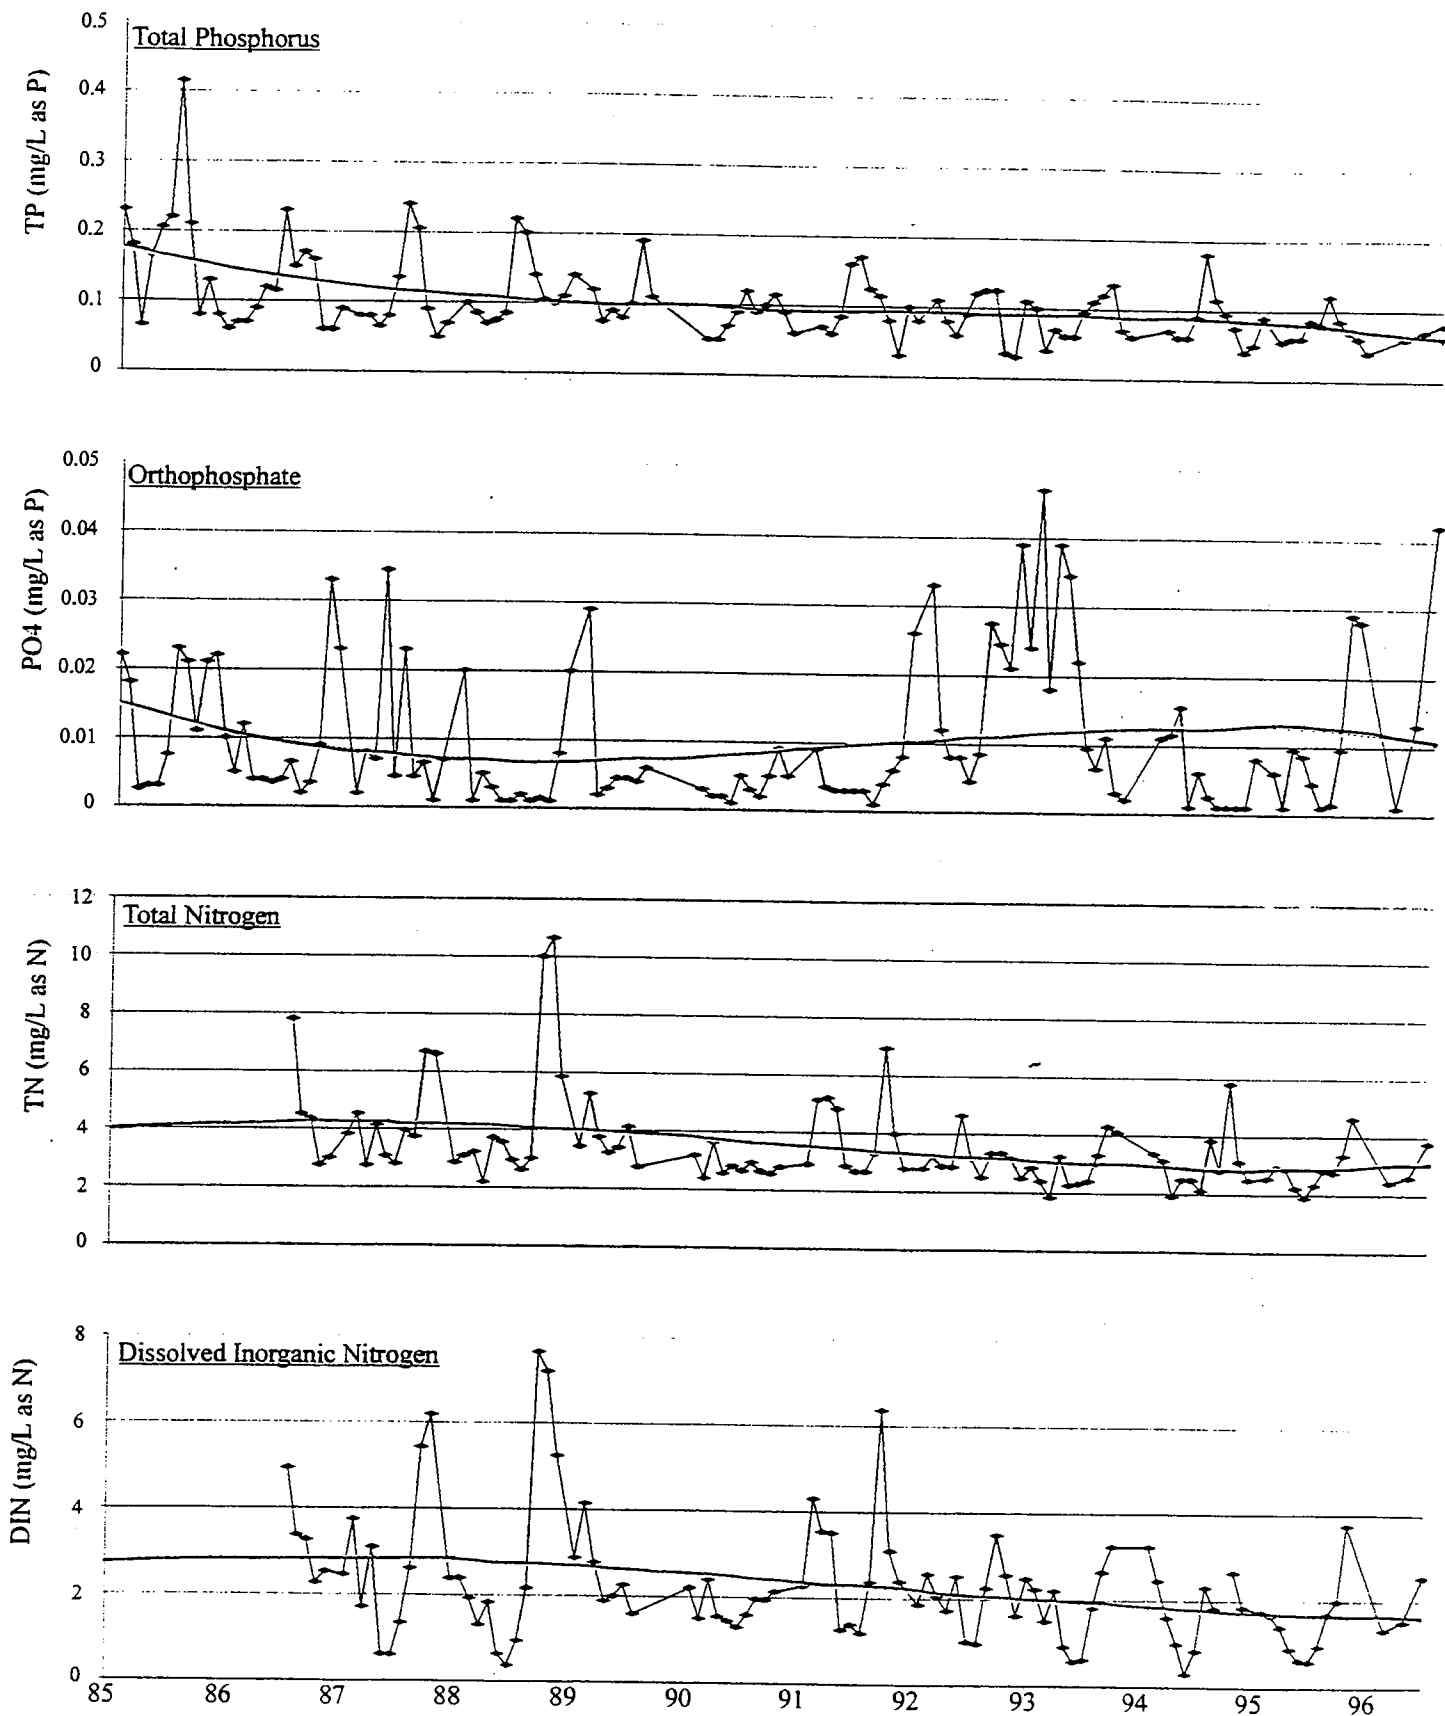 Total Phosphorus
TP (mg/L as P)
0.5
0.4
0.3
0.2
0.1
0
Orthophosphate
PO4 (mg/L as P)
0.05
0.04
0.03
0.02
0.01
0
Total Nitrogen
TN (mg/L as N)
12
10
8
6
4
2
0
Dissolved Inorganic Nitrogen
DIN (mg/L as N)
8
6
4
2
0
85 86 87 88 89 90 91 92 93 94 95 96